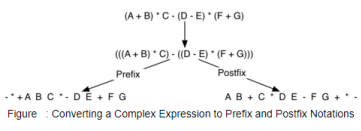 (A + B) * C - (D - E) * (F + G)
(((A + B) * C) - ((D - E) * (F + G)))
Prefix
Postfix
- * + A B C * - D E + F G
A B + C * D E - F G + * -
Figure : Converting a Complex Expression to Prefix and Postfix Notations